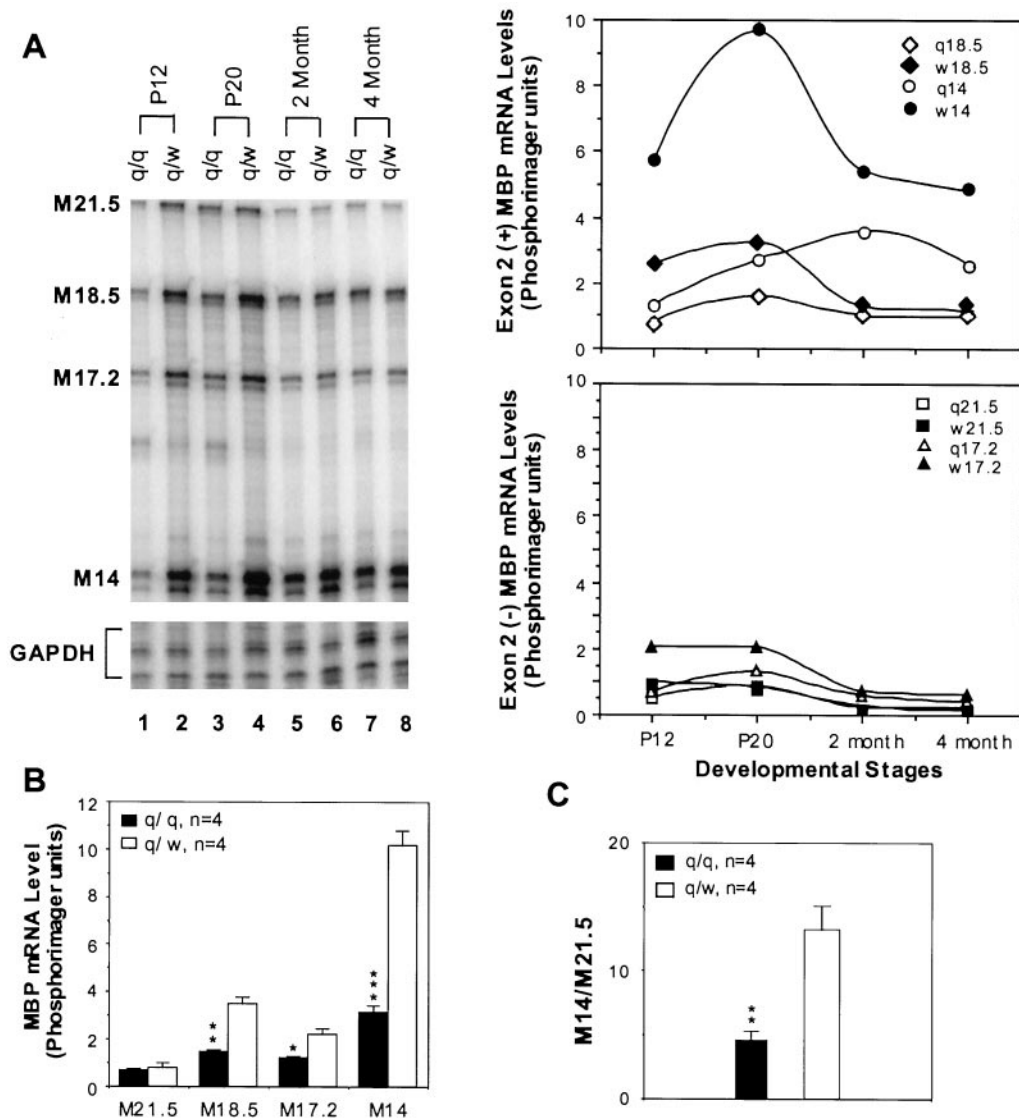 A
P12
P20
2 Month
4 Month
q/q
q/w
q/q
q/w
q/q
q/w
q/q
q/w
M21.5
M18.5
M17.2
M14
GAPDH
1 2 3 4 5 6 7 8
Exon 2 (+) MBP mRNA Levels
(Phosphorimager units)
10
8
6
4
2
0
q18.5
w18.5
q14
w14
Exon 2 (-) MBP mRNA Levels
(Phosphorimager units)
10
8
6
4
2
0
q21.5
w21.5
q17.2
w17.2
P12 P20 2 month 4 month
Developmental Stages
B
MBP mRNA Level
(Phosphorimager units)
12
10
8
6
4
2
0
q/ q, n=4
q/ w, n=4
**
*
***
M21.5 M18.5 M17.2 M14
C
M14/M21.5
20
10
0
q/q, n=4
q/w, n=4
**